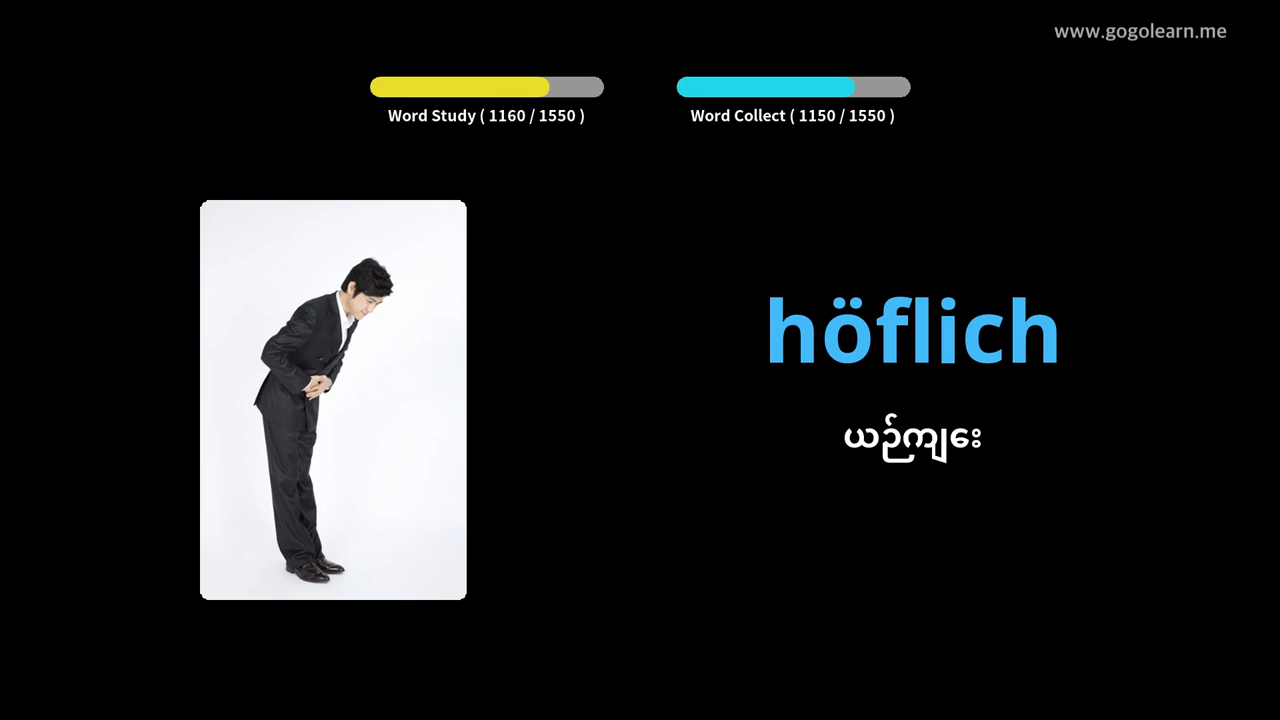 www.gogolearn.me
Word Study ( 1160 / 1550 )
Word Collect ( 1150 / 1550 )
höflich
ယဉ်ကျေး